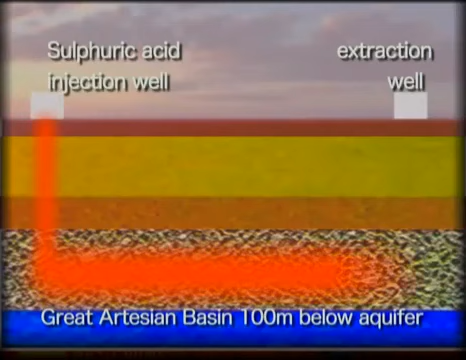 Sulphuric acid
injection well
extraction
well
Great Artesian Basin 100m below aquifer